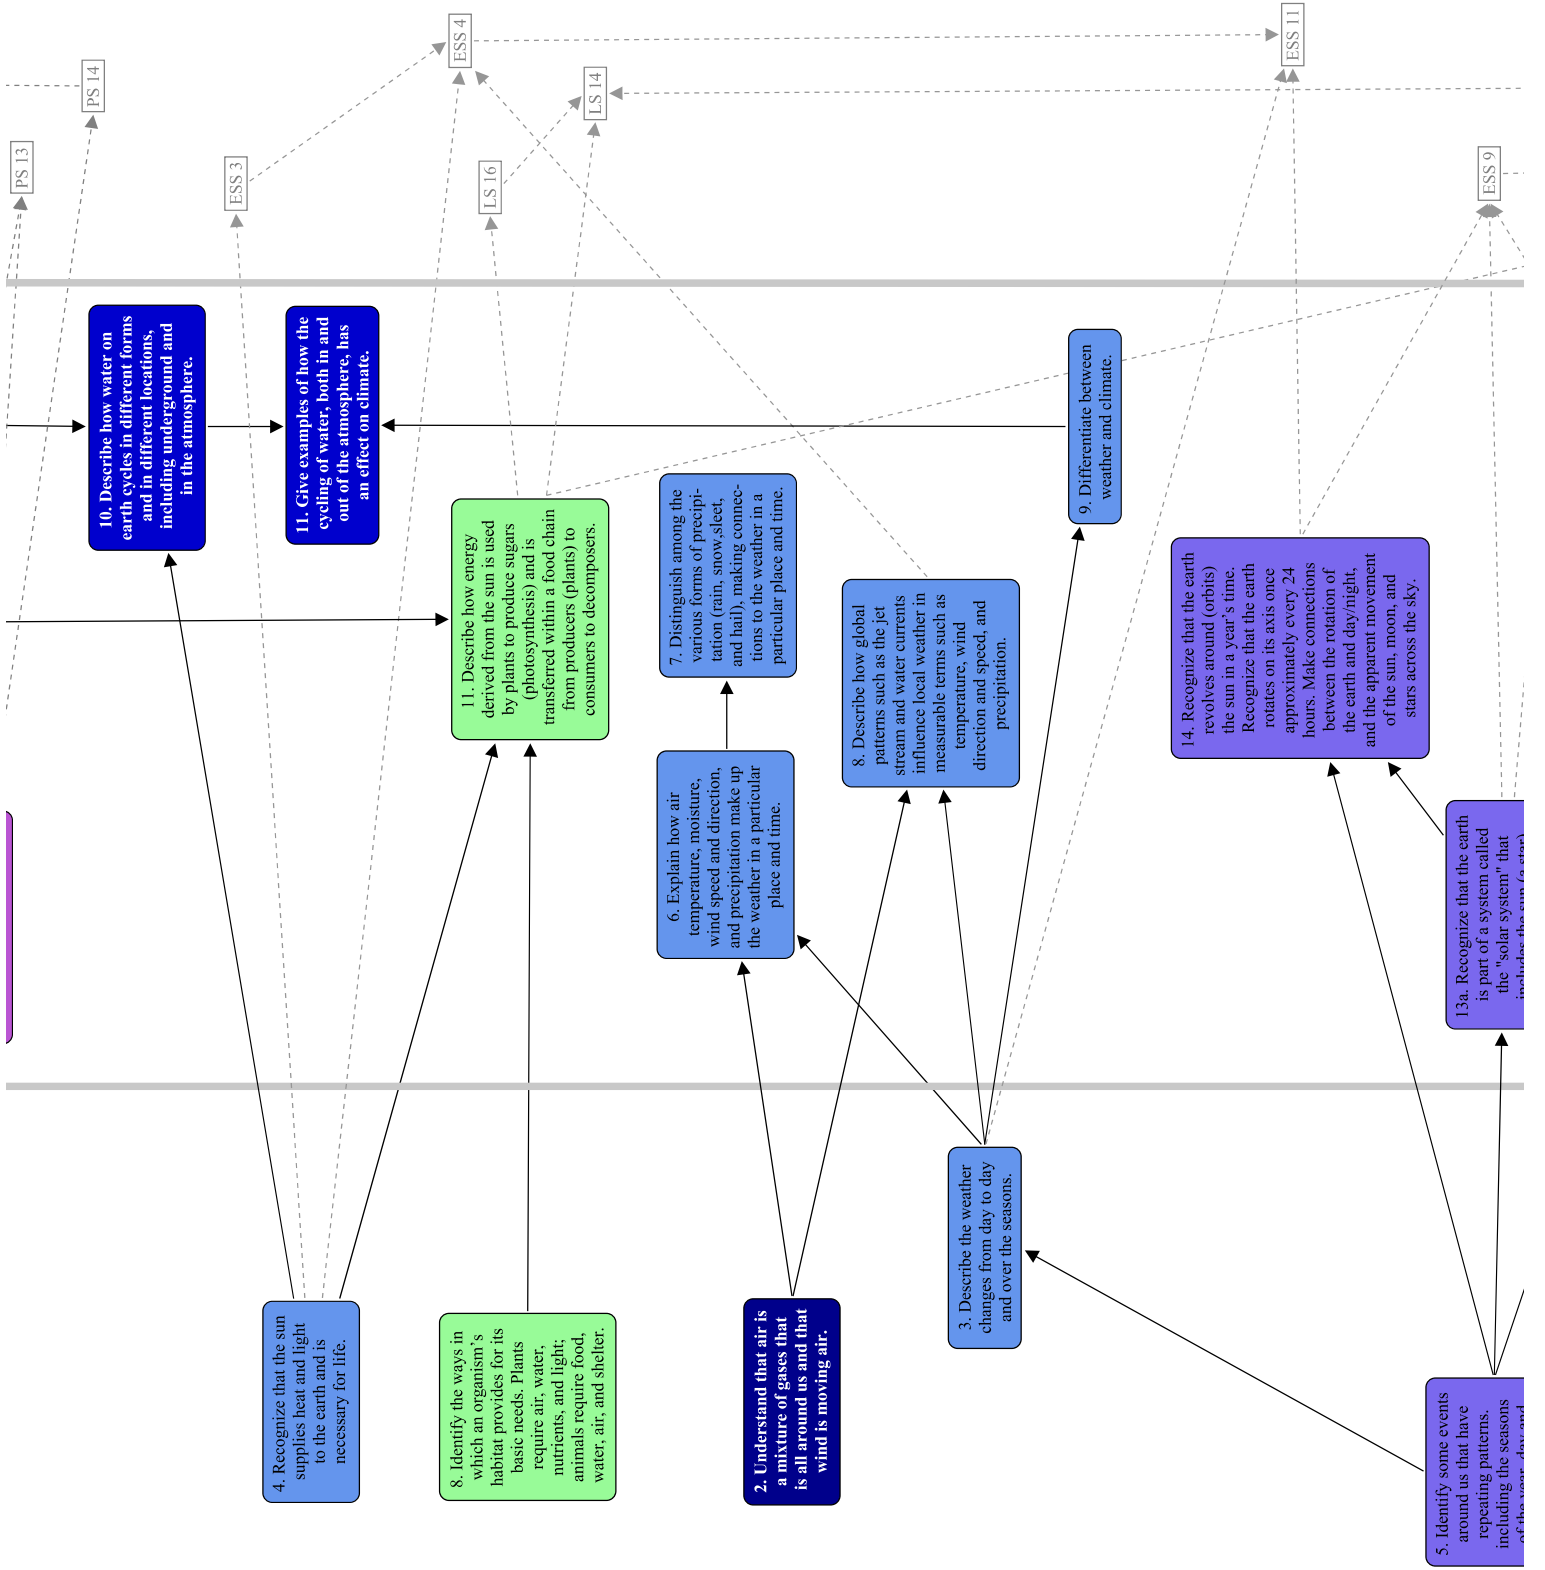 PS 13
PS 14
ESS 3
ESS 4
LS 16
LS 14
ESS 11
ESS 9
10. Describe how water on
earth cycles in different forms
and in different locations,
including underground and
in the atmosphere.
11. Give examples of how the
cycling of water, both in and
out of the atmosphere, has
an effect on climate.
11. Describe how energy
derived from the sun is used
by plants to produce sugars
(photosynthesis) and is
transferred within a food chain
from producers (plants) to
consumers to decomposers.
7. Distinguish among the
various forms of precipi-
tation (rain, snow,sleet,
and hail), making connec-
tions to the weather in a
particular place and time.
9. Differentiate between
weather and climate.
6. Explain how air
temperature, moisture,
wind speed and direction,
and precipitation make up
the weather in a particular
place and time.
8. Describe how global
patterns such as the jet
stream and water currents
influence local weather in
measurable terms such as
temperature, wind
direction and speed, and
precipitation.
14. Recognize that the earth
revolves around (orbits)
the sun in a year's time.
Recognize that the earth
rotates on its axis once
approximately every 24
hours. Make connections
between the rotation of
the earth and day/night,
and the apparent movement
of the sun, moon, and
stars across the sky.
13a. Recognize that the earth
is part of a system called
the "solar system" that
includes the sun (a star)
4. Recognize that the sun
supplies heat and light
to the earth and is
necessary for life.
8. Identify the ways in
which an organism's
habitat provides for its
basic needs. Plants
require air, water,
nutrients, and light;
animals require food,
water, air, and shelter.
2. Understand that air is
a mixture of gases that
is all around us and that
wind is moving air.
3. Describe the weather
changes from day to day
and over the seasons.
5. Identify some events
around us that have
repeating patterns.
including the seasons
of the year, day and